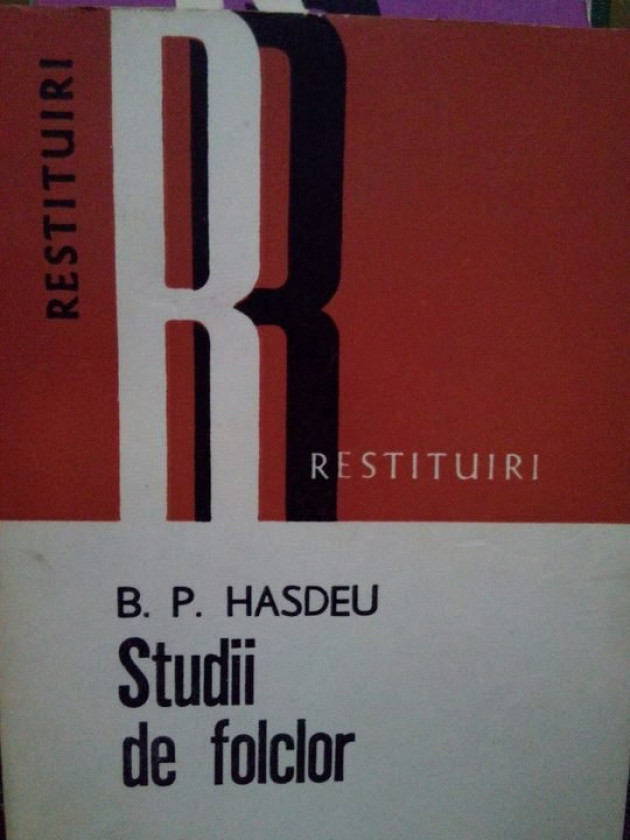 RESTITUIRI
R
RESTITUIRI
B. P. HASDEU
Studii
de folclor